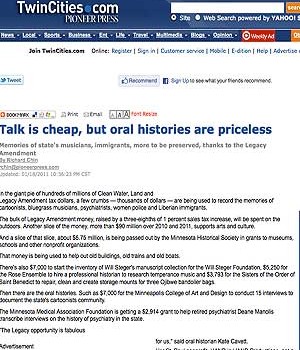 TwinCities.com
PIONEER PRESS
Search
Site Web Search powered by YAHOO!
News Politics Sports Business Ent Life Travel Opinion Obituaries Weekly Ad
Join TwinCities.com: Register | Sign in | Customer service | Mobile | E-edition | Help | Advertise
Recommend Sign Up to see what your friends recommend.
BOOKMARK Print Email Font Resize
Talk is cheap, but oral histories are priceless
Memories of state's musicians, immigrants, more to be preserved, thanks to the Legacy
Amendment
By Richard Chin
rchin@pioneerpress.com
Updated: 01/18/2011 10:36:23 PM CST
In the giant pie of hundreds of millions of Clean Water, Land and
Legacy Amendment tax dollars, a few crumbs — thousands of dollars — are being used to record the memories of
cartoonists, bluegrass musicians, psychiatrists, women police and Liberian immigrants.
The bulk of Legacy Amendment money, raised by a three-eighths of 1 percent sales tax increase, will be spent on the
outdoors. Another slice of the money, more than $90 million over 2010 and 2011, supports arts and culture.
And a slice of that slice, about $6.75 million, is being passed out by the Minnesota Historical Society in grants to museums,
schools and other nonprofit organizations.
That money is being used to help out old buildings, old trains and old boats.
There's also $7,000 to start the inventory of Will Steger's manuscript collection for the Will Steger Foundation, $5,250 for
the Rose Ensemble to hire a professional historian to research temperance music and $3,793 for the Sisters of the Order of
Saint Benedict to repair, clean and create storage mounts for three Ojibwe bandolier bags.
Then there are the oral histories. Such as $7,000 for the Minneapolis College of Art and Design to conduct 15 interviews to
document the state's cartoonists community.
The Minnesota Medical Association Foundation is getting a $2,914 grant to help retired psychiatrist Deane Manolis
transcribe interviews on the history of psychiatry in the state.
"The Legacy opportunity is fabulous
for us," said oral historian Kate Cavett,
Advertisement